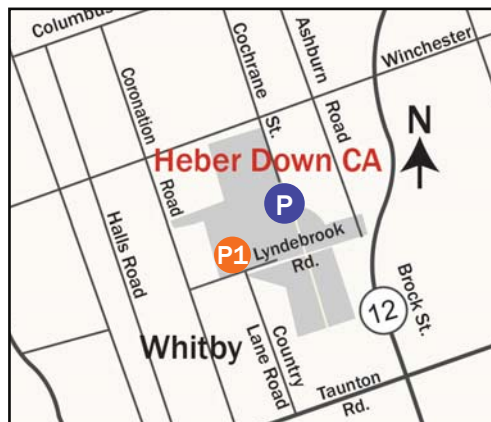 Columbus
Cochrane
St.
Ashburn
Road
Winchester
Coronation
Road
N
Heber Down CA
P
Halls Road
P1
Lyndebrook
Rd.
12
Brock St.
Whitby
Country
Lane Road
Taunton
Rd.